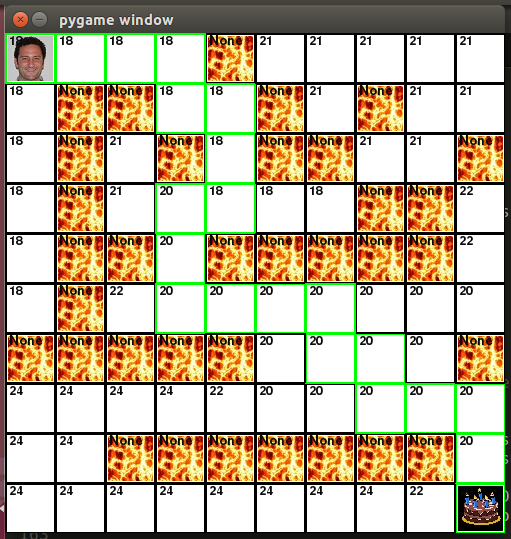 pygame window
18 18 18 18 None 21 21 21 21 21
18 None None 18 18 None 21 None 21 21
18 None 21 None 18 None None 21 21 None
18 None 21 20 18 18 18 None None 22
18 None None 20 None None None None None 22
18 None 22 20 20 20 20 20 20 20
None None None None None 20 20 20 20 None
24 24 24 24 22 20 20 20 20 20
24 24 None None None None None None None 20
24 24 24 24 24 24 24 24 22